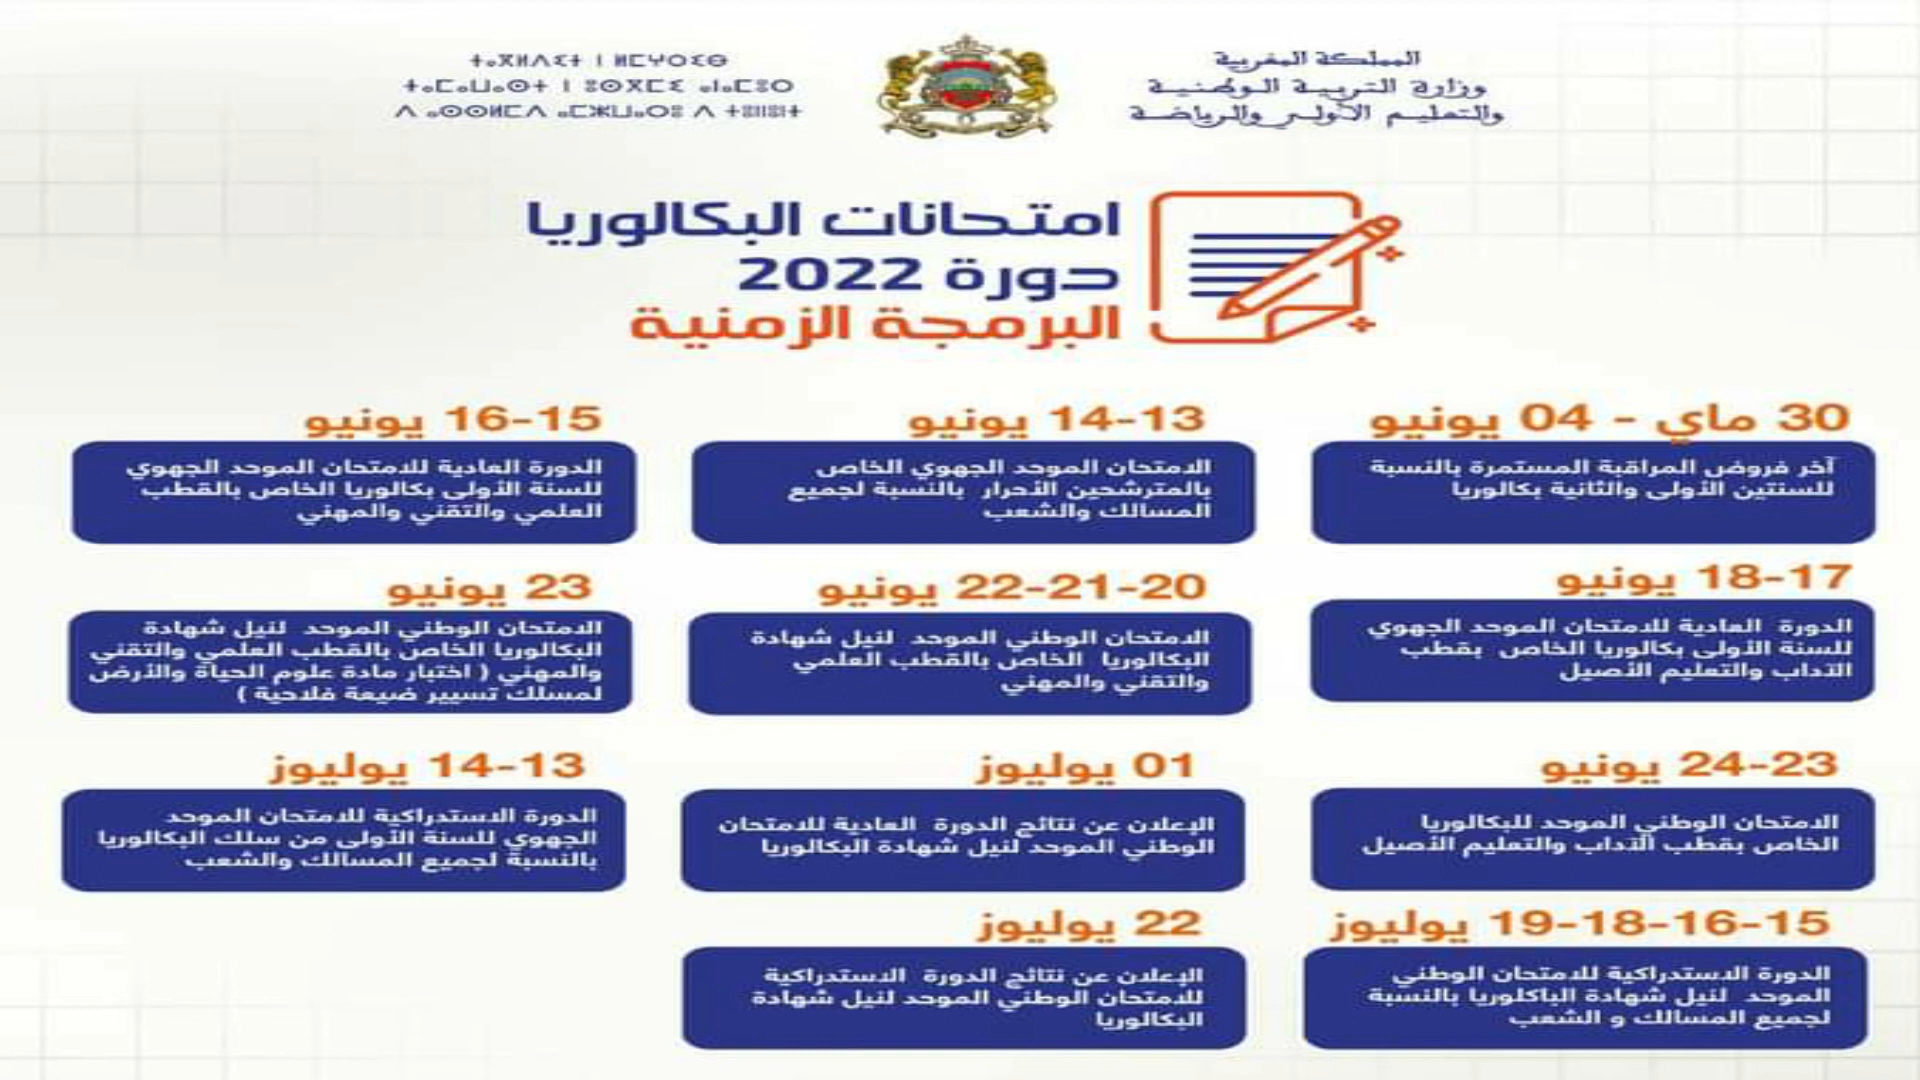 المملكة المغربية
وزارة التربية الوطنية
والتعليم الأولي والرياضة
ⵜⴰⴳⵍⴷⵉⵜ ⵏ ⵍⵎⵖⵔⵉⴱ
ⵜⴰⵎⴰⵡⴰⵙⵜ ⵏ ⵓⵙⴳⵎⵉ ⴰⵏⴰⵎⵓⵔ
ⴷ ⵓⵙⵙⵍⵎⴷ ⴰⵎⵣⵡⴰⵔⵓ ⴷ ⵜⵓⵏⵏⵓⵏⵜ
امتحانات البكالوريا
دورة 2022
البرمجة الزمنية
30 ماي - 04 يونيو
آخر فروض المراقبة المستمرة بالنسبة
للسنتين الأولى والثانية بكالوريا
13-14 يونيو
الامتحان الموحد الجهوي الخاص
بالمترشحين الأحرار بالنسبة لجميع
المسالك والشعب
15-16 يونيو
الدورة العادية للامتحان الموحد الجهوي
للسنة الأولى بكالوريا الخاص بالقطب
العلمي والتقني والمهني
17-18 يونيو
الدورة العادية للامتحان الموحد الجهوي
للسنة الأولى بكالوريا الخاص بقطب
الآداب والتعليم الأصيل
20-21-22 يونيو
الامتحان الوطني الموحد لنيل شهادة
البكالوريا الخاص بالقطب العلمي
والتقني والمهني
23 يونيو
الامتحان الوطني الموحد لنيل شهادة
البكالوريا الخاص بالقطب العلمي والتقني
والمهني ( اختبار مادة علوم الحياة والأرض
لمسلك تسيير ضيعة فلاحية )
23-24 يونيو
الامتحان الوطني الموحد للبكالوريا
الخاص بقطب الآداب والتعليم الأصيل
01 يوليوز
الإعلان عن نتائج الدورة العادية للامتحان
الوطني الموحد لنيل شهادة البكالوريا
13-14 يوليوز
الدورة الاستدراكية للامتحان الموحد
الجهوي للسنة الأولى من سلك البكالوريا
بالنسبة لجميع المسالك والشعب
15-16-18-19 يوليوز
الدورة الاستدراكية للامتحان الوطني
الموحد لنيل شهادة الباكلوريا بالنسبة
لجميع المسالك و الشعب
22 يوليوز
الإعلان عن نتائج الدورة الاستدراكية
للامتحان الوطني الموحد لنيل شهادة
البكالوريا